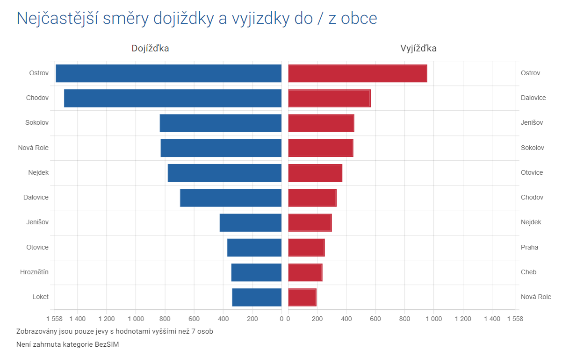 Nejčastější směry dojížďky a vyjizdky do / z obce
Dojížďka
Vyjížďka
Ostrov
Chodov
Sokolov
Nová Role
Nejdek
Dalovice
Jenišov
Otovice
Hroznětín
Loket
Ostrov
Dalovice
Jenišov
Sokolov
Otovice
Chodov
Nejdek
Praha
Cheb
Nová Role
1 558 1 400 1 200 1 000 800 600 400 200 0
0 200 400 600 800 1 000 1 200 1 400 1 558
Zobrazovány jsou pouze jevy s hodnotami vyššími než 7 osob
Není zahrnuta kategorie BezSIM